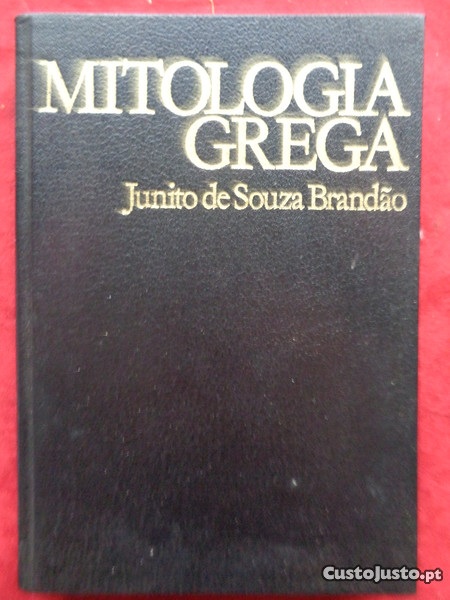 MITOLOGIA
GREGA
Junito de Souza Brandão
CustoJusto.pt